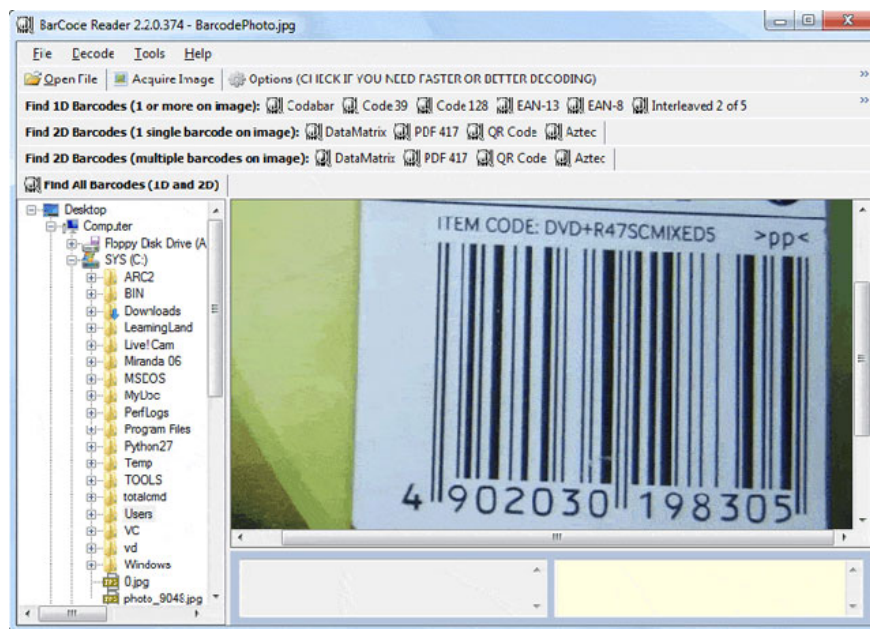 BarCode Reader 2.2.0.374 - BarcodePhoto.jpg
File Decode Tools Help
Open File Acquire Image Options (CHECK IF YOU NEED FASTER OR BETTER DECODING)
Find 1D Barcodes (1 or more on image): Codabar Code 39 Code 128 EAN-13 EAN-8 Interleaved 2 of 5
Find 2D Barcodes (1 single barcode on image): DataMatrix PDF 417 QR Code Aztec
Find 2D Barcodes (multiple barcodes on image): DataMatrix PDF 417 QR Code Aztec
Find All Barcodes (1D and 2D)
Desktop
Computer
Floppy Disk Drive (A
SYS (C:)
ARC2
BIN
Downloads
LearningLand
Live! Cam
Miranda 06
MSDOS
MyDoc
PerfLogs
Program Files
Python27
Temp
TOOLS
totalcmd
Users
VC
vd
Windows
0.jpg
photo_9048.jpg
ITEM CODE: DVD+R47SCMIXED5 >pp<
4 902030 198305